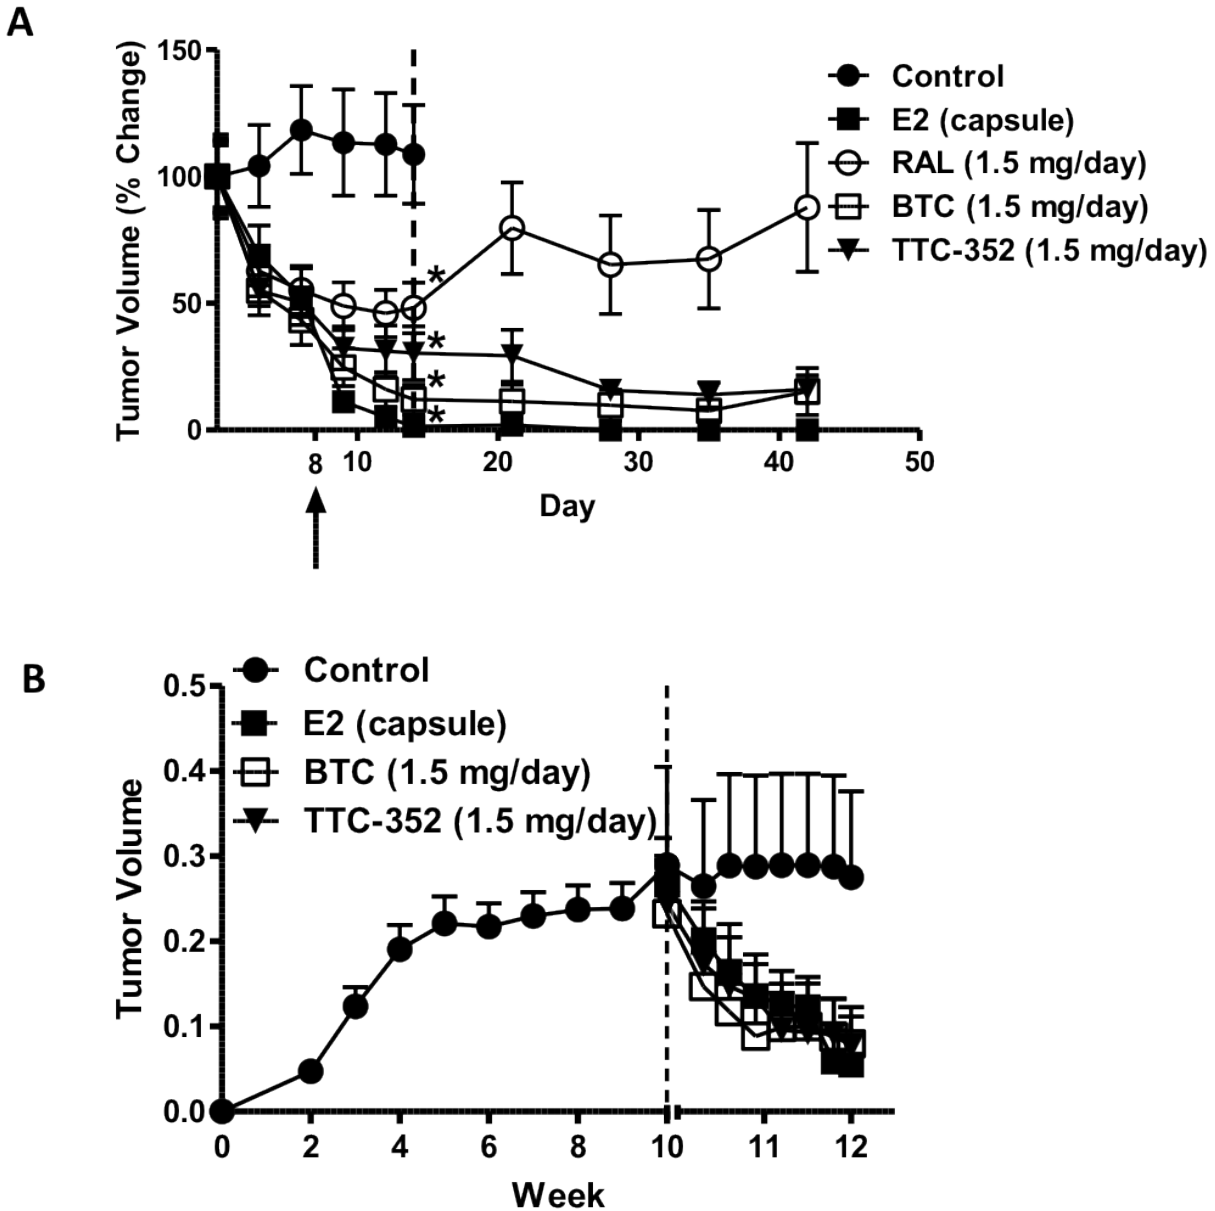 A
Tumor Volume (% Change)
150
100
50
0
8 10 20 30 40 50
Day
Control
E2 (capsule)
RAL (1.5 mg/day)
BTC (1.5 mg/day)
TTC-352 (1.5 mg/day)
*
*
*
*
B
Tumor Volume
0.5
0.4
0.3
0.2
0.1
0.0
0 2 4 6 8 10 11 12
Week
Control
E2 (capsule)
BTC (1.5 mg/day)
TTC-352 (1.5 mg/day)